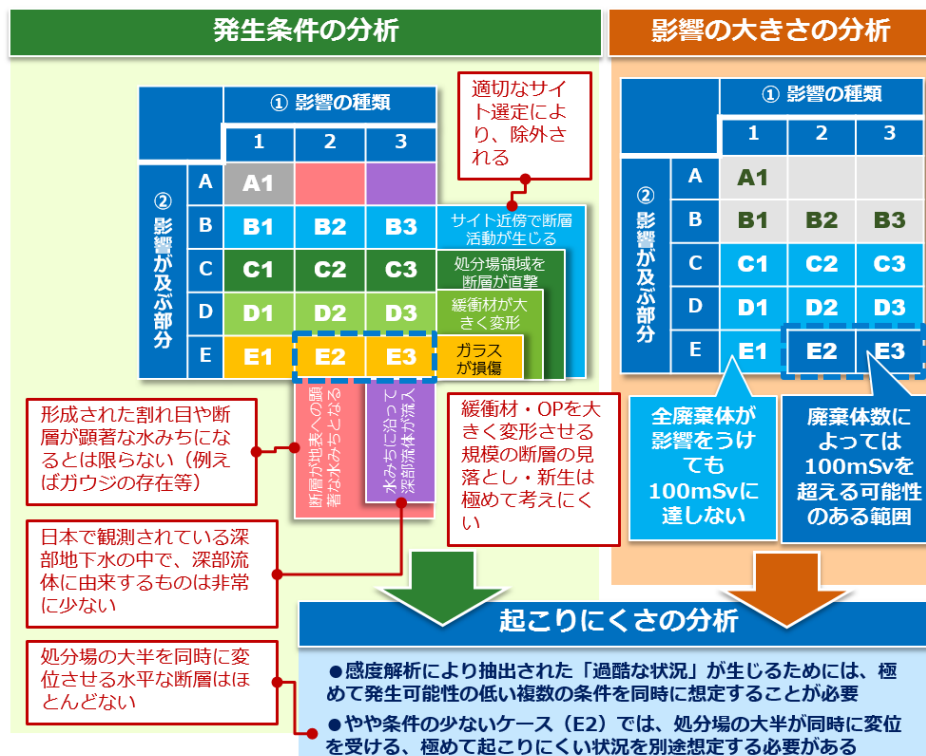 発生条件の分析
① 影響の種類
1 2 3
② 影響が及ぶ部分
A A1
B B1 B2 B3
C C1 C2 C3
D D1 D2 D3
E E1 E2 E3
サイト近傍で断層
活動が生じる
処分場領域を
断層が直撃
緩衝材が大
きく変形
ガラス
が損傷
断層が地表への顕
著な水みちとなる
水みちに沿って
深部流体が流入
適切なサイ
ト選定によ
り、除外さ
れる
形成された割れ目や断
層が顕著な水みちにな
るとは限らない（例え
ばガウジの存在等）
日本で観測されている深
部地下水の中で、深部流
体に由来するものは非常
に少ない
処分場の大半を同時に変
位させる水平な断層はほ
とんどない
緩衝材・OPを大
きく変形させる
規模の断層の見
落とし・新生は
極めて考えにく
い
影響の大きさの分析
① 影響の種類
1 2 3
② 影響が及ぶ部分
A A1
B B1 B2 B3
C C1 C2 C3
D D1 D2 D3
E E1 E2 E3
全廃棄体が
影響をうけ
ても
100mSvに
達しない
廃棄体数に
よっては
100mSvを
超える可能性
のある範囲
起こりにくさの分析
●感度解析により抽出された「過酷な状況」が生じるためには、極
めて発生可能性の低い複数の条件を同時に想定することが必要
●やや条件の少ないケース（E2）では、処分場の大半が同時に変位
を受ける、極めて起こりにくい状況を別途想定する必要がある